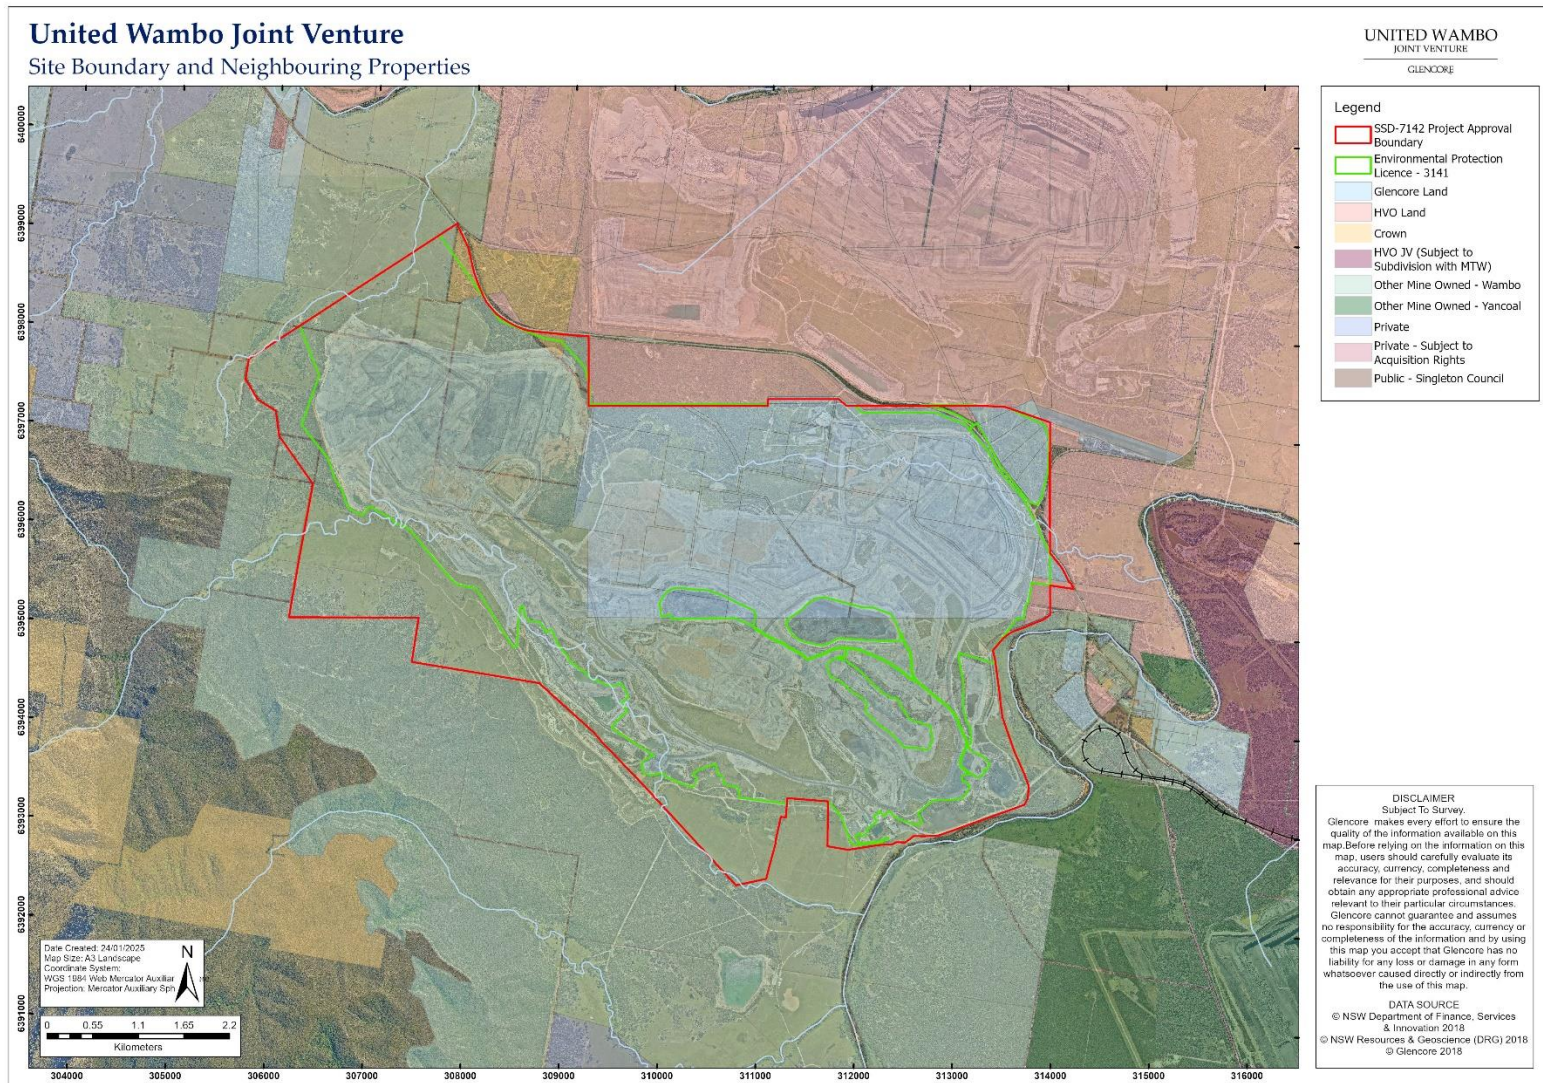 United Wambo Joint Venture
Site Boundary and Neighbouring Properties
UNITED WAMBO
JOINT VENTURE
GLENCORE
Legend
SSD-7142 Project Approval
Boundary
Environmental Protection
Licence - 3141
Glencore Land
HVO Land
Crown
HVO JV (Subject to
Subdivision with MTW)
Other Mine Owned - Wambo
Other Mine Owned - Yancoal
Private
Private - Subject to
Acquisition Rights
Public - Singleton Council
6400000
6399000
6398000
6397000
6396000
6395000
6394000
6393000
6392000
6391000
Date Created: 24/01/2025
Map Size: A3 Landscape
Coordinate System:
WGS 1984 Web Mercator Auxiliar
Projection: Mercator Auxiliary Sph
N
0 0.55 1.1 1.65 2.2
Kilometers
304000 305000 306000 307000 308000 309000 310000 311000 312000 313000 314000 315000 316000
DISCLAIMER
Subject To Survey.
Glencore makes every effort to ensure the
quality of the information available on this
map.Before relying on the information on this
map, users should carefully evaluate its
accuracy, currency, completeness and
relevance for their purposes, and should
obtain any appropriate professional advice
relevant to their particular circumstances.
Glencore cannot guarantee and assumes
no responsibility for the accuracy, currency or
completeness of the information and by using
this map you accept that Glencore has no
liability for any loss or damage in any form
whatsoever caused directly or indirectly from
the use of this map.
DATA SOURCE
© NSW Department of Finance, Services
& Innovation 2018
© NSW Resources & Geoscience (DRG) 2018
© Glencore 2018